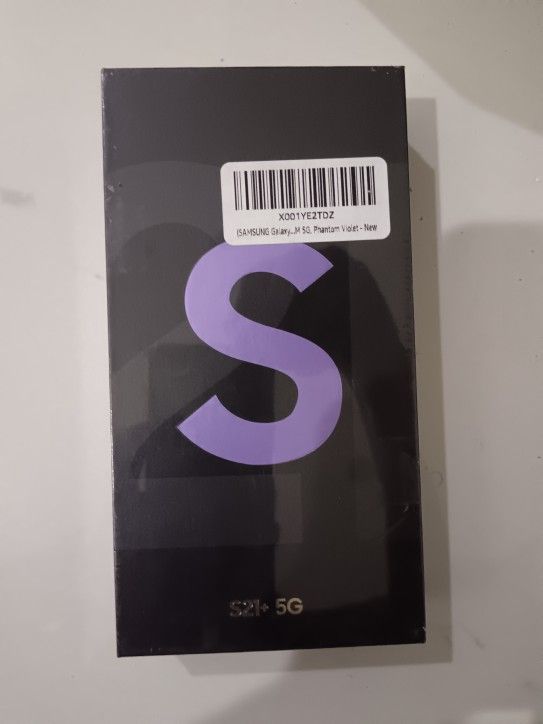 X001YE2TDZ
(SAMSUNG Galaxy...M 5G, Phantom Violet - New
S
S21+ 5G